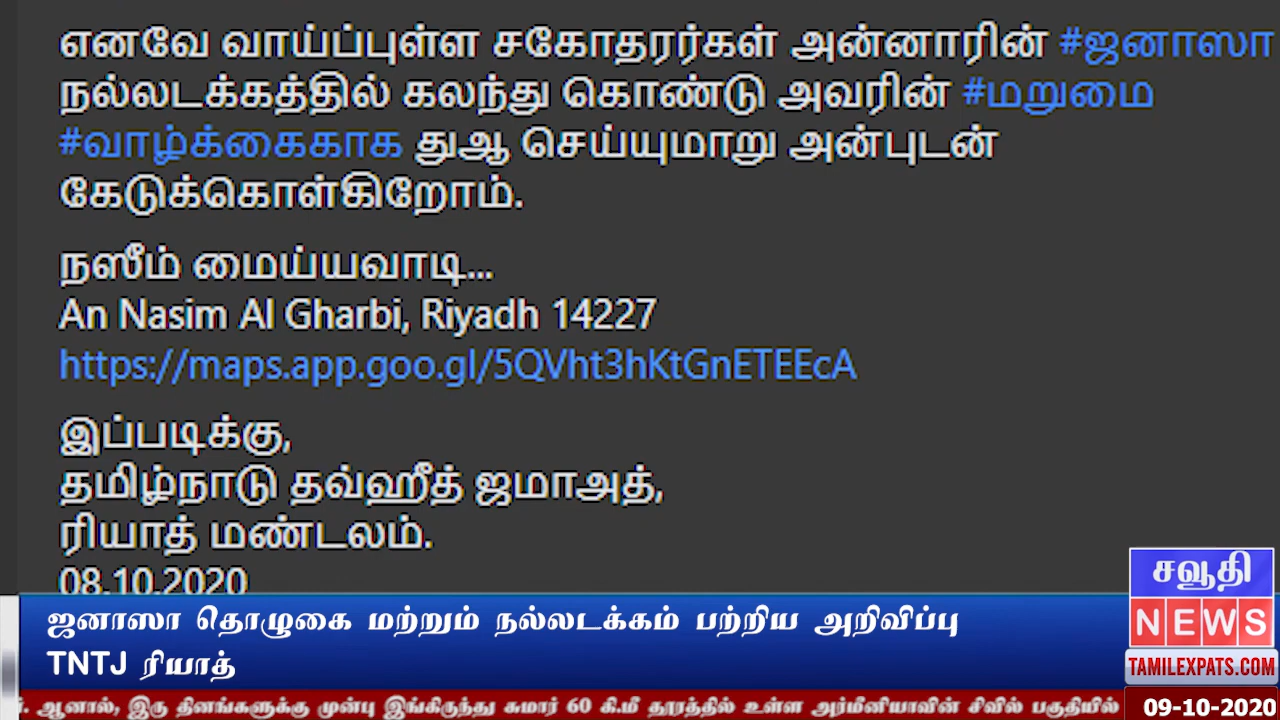 எனவே வாய்ப்புள்ள சகோதரர்கள் அன்னாரின் #ஜனாஸா
நல்லடக்கத்தில் கலந்து கொண்டு அவரின் #மறுமை
#வாழ்க்கைகாக துஆ செய்யுமாறு அன்புடன்
கேடுக்கொள்கிறோம்.
நஸீம் மைய்யவாடி...
An Nasim Al Gharbi, Riyadh 14227
https://maps.app.goo.gl/5QVht3hKtGnETEEcA
இப்படிக்கு,
தமிழ்நாடு தவ்ஹீத் ஜமாஅத்,
ரியாத் மண்டலம்.
08.10.2020
சவூதி
NEWS
TAMILEXPATS.COM
ஜனாஸா தொழுகை மற்றும் நல்லடக்கம் பற்றிய அறிவிப்பு
TNTJ ரியாத்
ஆனால், இரு தினங்களுக்கு முன்பு இங்கிருந்து சுமார் 60 கி.மீ தூரத்தில் உள்ள அர்மீனியாவின் சிவில் பகுதியில்
09-10-2020